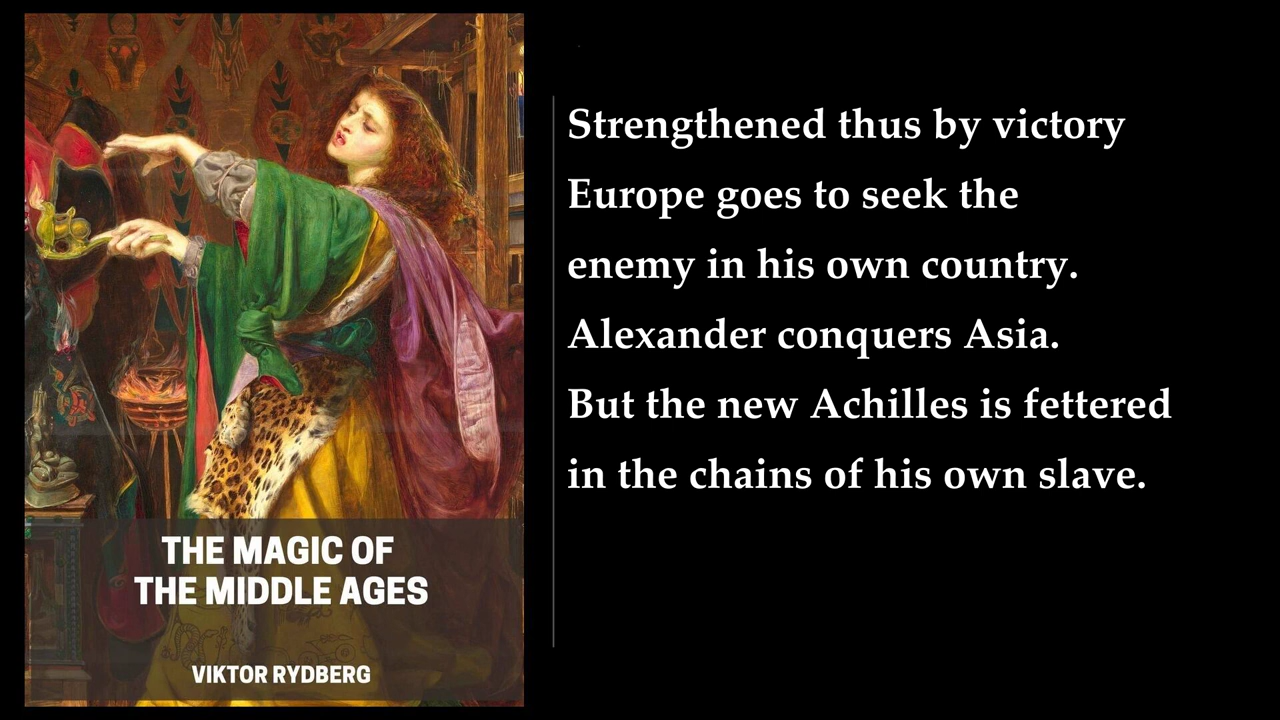 THE MAGIC OF
THE MIDDLE AGES
VIKTOR RYDBERG
Strengthened thus by victory
Europe goes to seek the
enemy in his own country.
Alexander conquers Asia.
But the new Achilles is fettered
in the chains of his own slave.